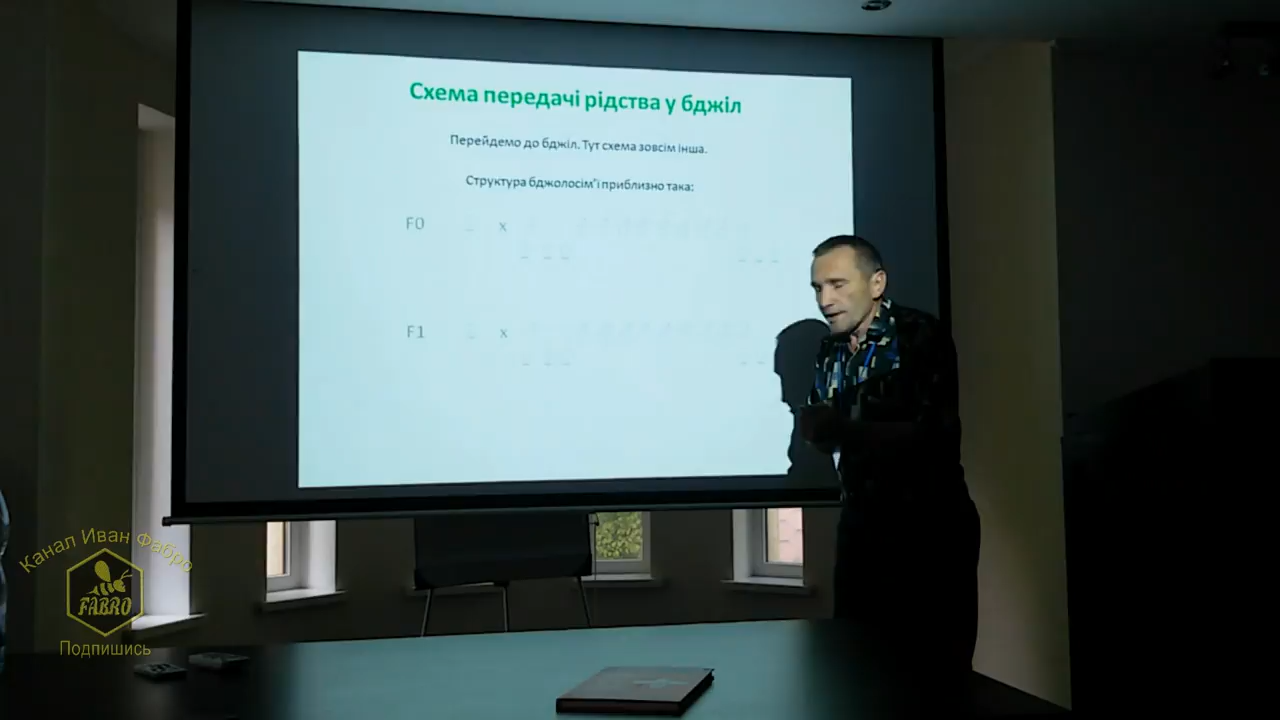 Схема передачі рідства у бджіл
Перейдемо до бджіл. Тут схема зовсім інша.
Структура бджолосім"ї приблизно така:
F0 x
F1 x
Канал Иван Фабро
FABRO
Подпишись